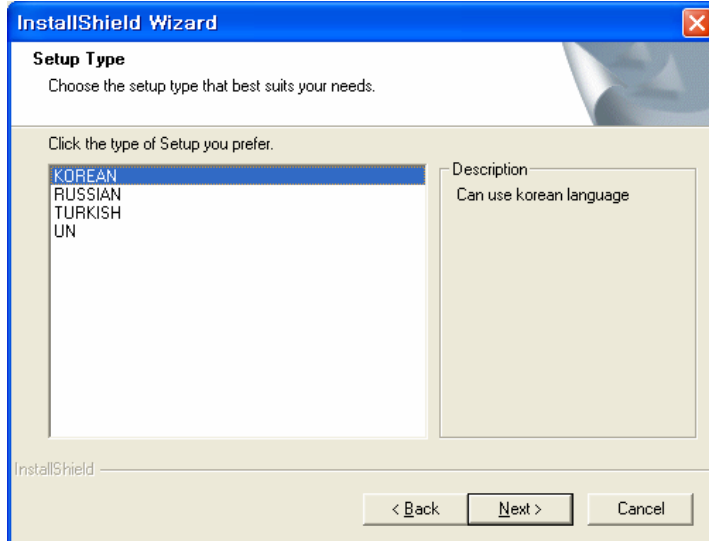 InstallShield Wizard
Setup Type
Choose the setup type that best suits your needs.
Click the type of Setup you prefer.
KOREAN
RUSSIAN
TURKISH
UN
Description
Can use korean language
InstallShield
< Back
Next >
Cancel